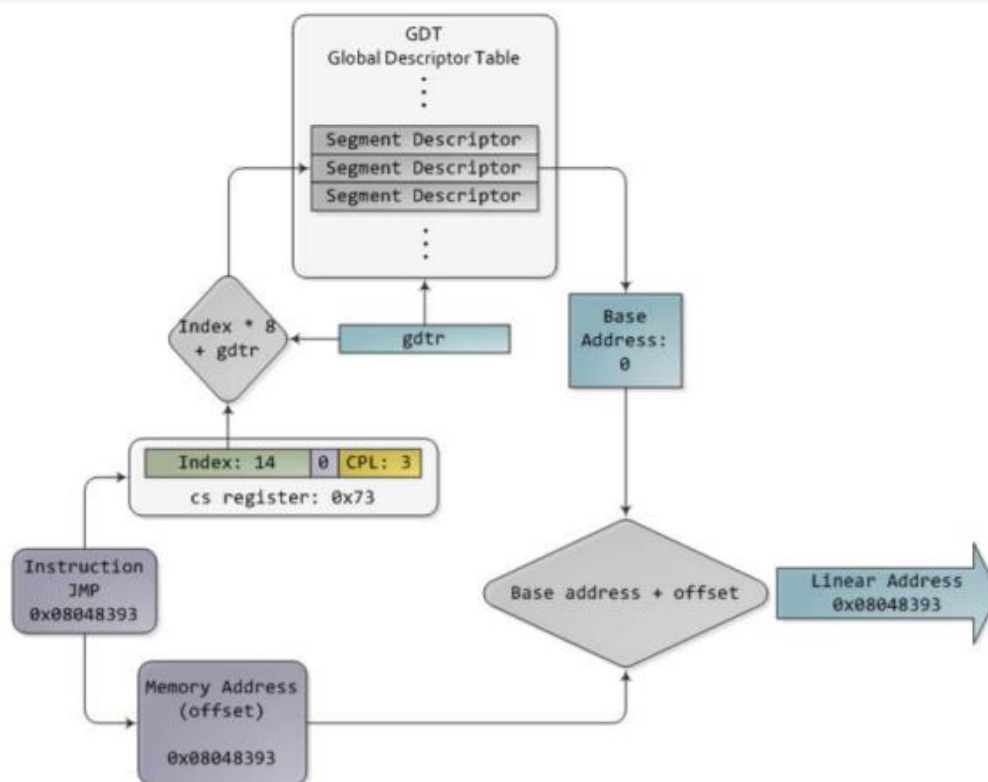 GDT
Global Descriptor Table
Segment Descriptor
Segment Descriptor
Segment Descriptor
Index * 8
+ gdtr
gdtr
Base
Address:
0
Index: 14 0 CPL: 3
cs register: 0x73
Instruction
JMP
0x08048393
Base address + offset
Linear Address
0x08048393
Memory Address
(offset)
0x08048393